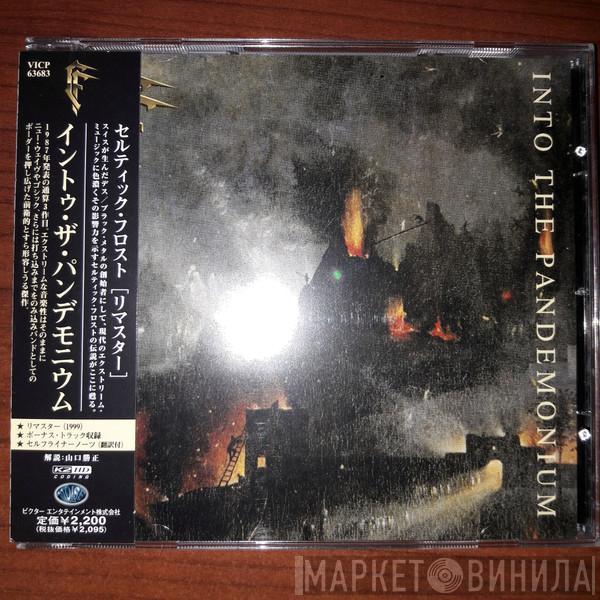 VICP
63683
セルティック・フロスト [リマスター]
スイスが生んだデス/ブラック・メタルの創始者にして、現代のエクストリーム・
ミュージックに色濃くその影響力を示すセルティック・フロストの伝説がここに甦る。
イントゥ・ザ・パンデモニウム
1987年発表の通算3作目。エクストリームな音楽性はそのままに
ニュー・ウェイヴやゴシック、さらには打ち込みまでをのみ込みバンドとしての
ボーダーを押し広げた前衛的とすら形容しうる傑作。
★ リマスター (1999)
★ ボーナス・トラック収録
★ セルフライナーノーツ (翻訳付)
解説:山口勝正
K2 HD
CODING
ビクター エンタテインメント株式会社
定価¥2,200
(税抜価格¥2,095)
INTO THE PANDEMONIUM
МАРКЕТ ВИНИЛА